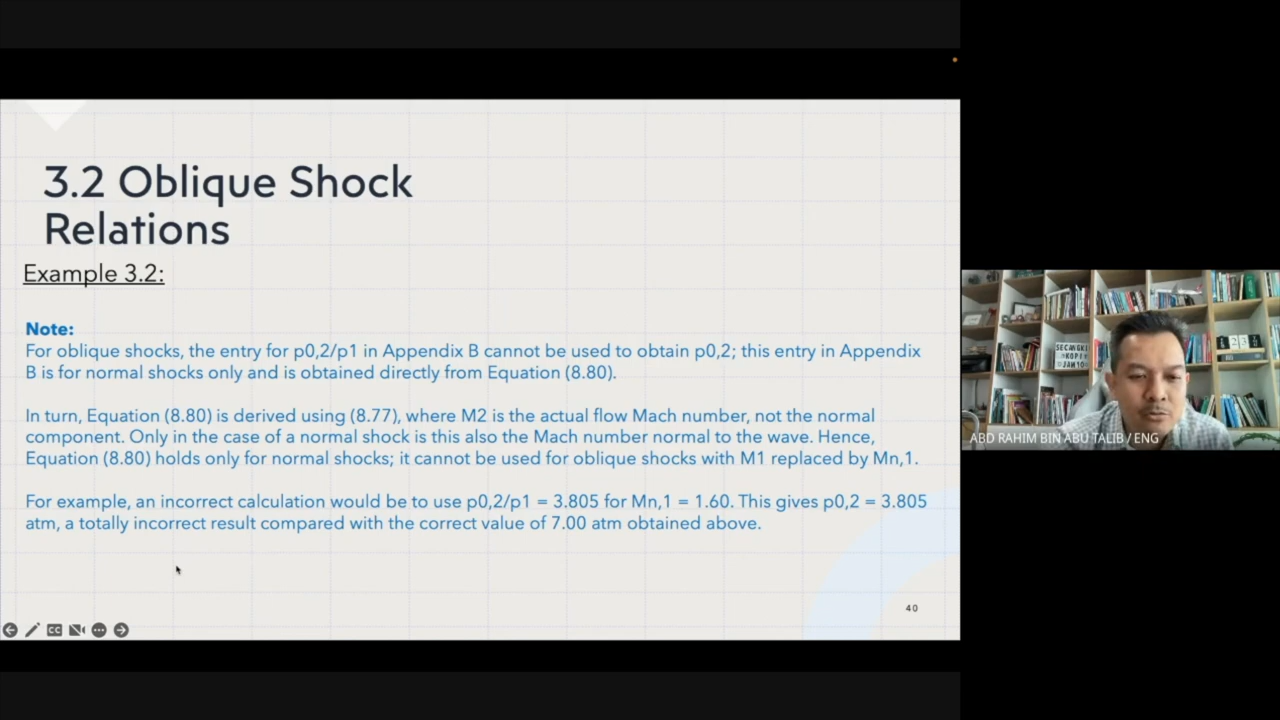 3.2 Oblique Shock
Relations
Example 3.2:
Note:
For oblique shocks, the entry for p0,2/p1 in Appendix B cannot be used to obtain p0,2; this entry in Appendix
B is for normal shocks only and is obtained directly from Equation (8.80).
In turn, Equation (8.80) is derived using (8.77), where M2 is the actual flow Mach number, not the normal
component. Only in the case of a normal shock is this also the Mach number normal to the wave. Hence,
Equation (8.80) holds only for normal shocks; it cannot be used for oblique shocks with M1 replaced by Mn,1.
For example, an incorrect calculation would be to use p0,2/p1 = 3.805 for Mn,1 = 1.60. This gives p0,2 = 3.805
atm, a totally incorrect result compared with the correct value of 7.00 atm obtained above.
40
CC
SECANGKI
KOPI
ABD RAHIM BIN ABU TALIB / ENG